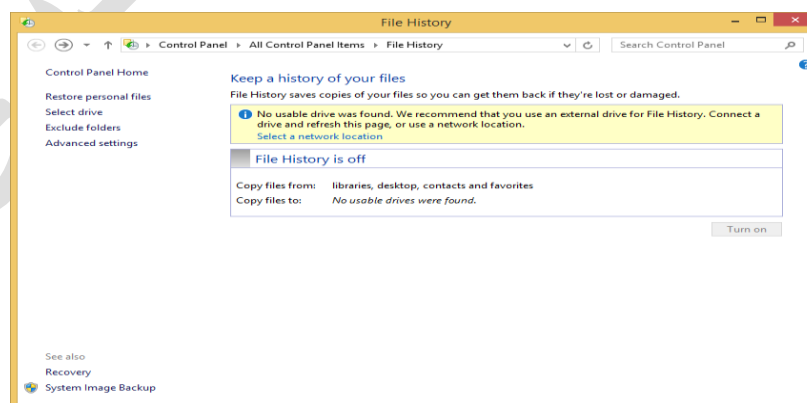 File History
Control Panel ▸ All Control Panel Items ▸ File History
Search Control Panel
Control Panel Home
Restore personal files
Select drive
Exclude folders
Advanced settings
Keep a history of your files
File History saves copies of your files so you can get them back if they're lost or damaged.
No usable drive was found. We recommend that you use an external drive for File History. Connect a
drive and refresh this page, or use a network location.
Select a network location
File History is off
Copy files from: libraries, desktop, contacts and favorites
Copy files to: No usable drives were found.
Turn on
See also
Recovery
System Image Backup